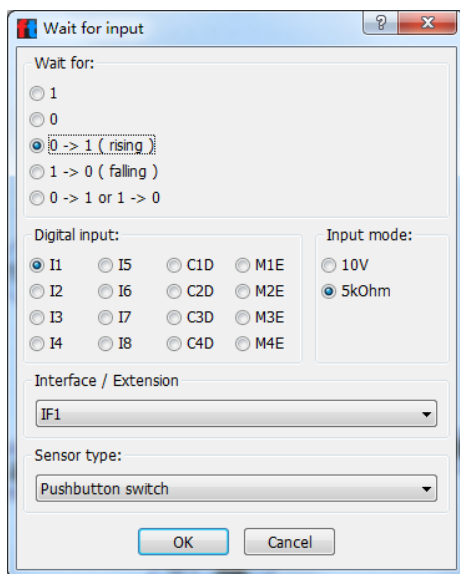 Wait for input
Wait for:
1
0
0 -> 1 ( rising )
1 -> 0 ( falling )
0 -> 1 or 1 -> 0
Digital input: Input mode:
I1 I5 C1D M1E 10V
I2 I6 C2D M2E 5kOhm
I3 I7 C3D M3E
I4 I8 C4D M4E
Interface / Extension
IF1
Sensor type:
Pushbutton switch
OK Cancel